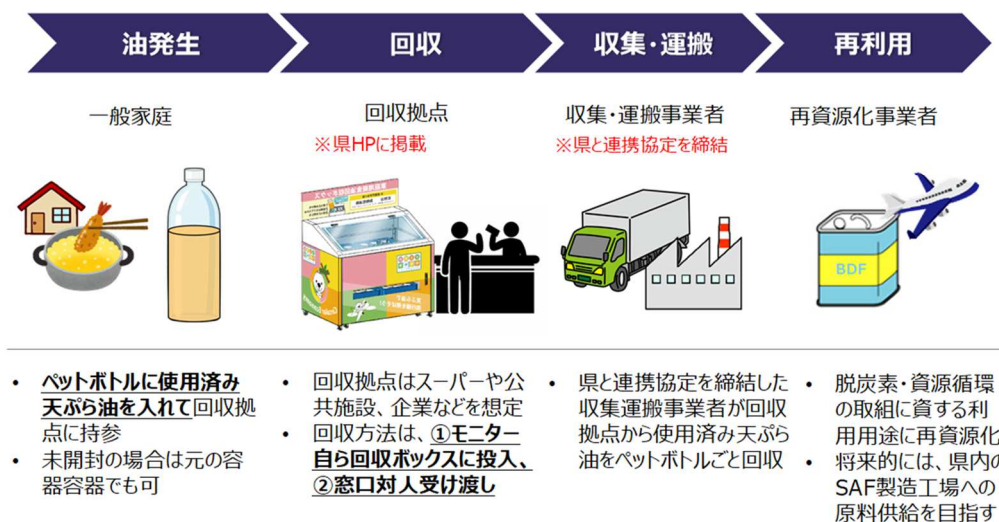 油発生
回収
収集・運搬
再利用
一般家庭
回収拠点
※県HPに掲載
収集・運搬事業者
※県と連携協定を締結
再資源化事業者
BDF
• ペットボトルに使用済み
天ぷら油を入れて回収拠
点に持参
• 未開封の場合は元の容
器容器でも可
• 回収拠点はスーパーや公
共施設、企業などを想定
• 回収方法は、①モニター
自ら回収ボックスに投入、
②窓口対人受け渡し
• 県と連携協定を締結した
収集運搬事業者が回収
拠点から使用済み天ぷら
油をペットボトルごと回収
• 脱炭素・資源循環
の取組に資する利
用用途に再資源化
• 将来的には、県内の
SAF製造工場への
原料供給を目指す